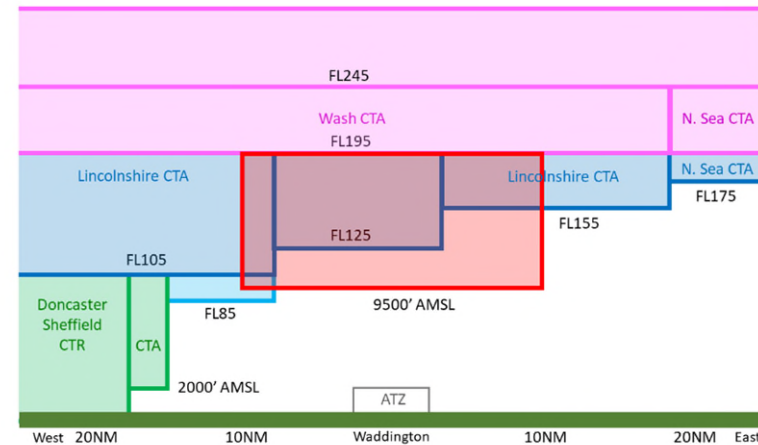 FL245
Wash CTA
N. Sea CTA
FL195
Lincolnshire CTA
Lincolnshire CTA
N. Sea CTA
FL175
FL155
FL125
FL105
Doncaster
Sheffield
CTR
CTA
FL85
9500' AMSL
2000' AMSL
ATZ
West 20NM 10NM Waddington 10NM 20NM East